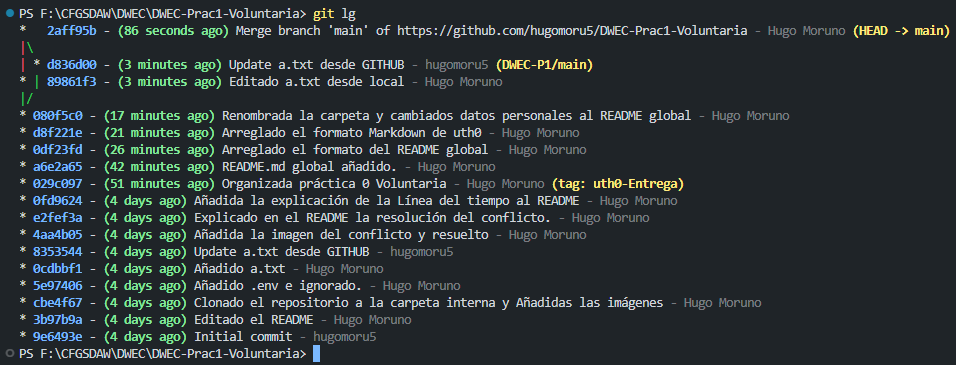 PS F:\CFGSDAW\DWEC\DWEC-Prac1-Voluntaria> git lg
*   2aff95b - (86 seconds ago) Merge branch 'main' of https://github.com/hugomoru5/DWEC-Prac1-Voluntaria - Hugo Moruno (HEAD -> main)
|\
| * d836d00 - (3 minutes ago) Update a.txt desde GITHUB - hugomoru5 (DWEC-P1/main)
* | 89861f3 - (3 minutes ago) Editado a.txt desde local - Hugo Moruno
|/
* 080f5c0 - (17 minutes ago) Renombrada la carpeta y cambiados datos personales al README global - Hugo Moruno
* d8f221e - (21 minutes ago) Arreglado el formato Markdown de uth0 - Hugo Moruno
* 0df23fd - (26 minutes ago) Arreglado el formato del README global - Hugo Moruno
* a6e2a65 - (42 minutes ago) README.md global añadido. - Hugo Moruno
* 029c097 - (51 minutes ago) Organizada práctica 0 Voluntaria - Hugo Moruno (tag: uth0-Entrega)
* 0fd9624 - (4 days ago) Añadida la explicación de la Línea del tiempo al README - Hugo Moruno
* e2fef3a - (4 days ago) Explicado en el README la resolución del conflicto. - Hugo Moruno
* 4aa4b05 - (4 days ago) Añadida la imagen del conflicto y resuelto - Hugo Moruno
* 8353544 - (4 days ago) Update a.txt desde GITHUB - hugomoru5
* 0cdbbf1 - (4 days ago) Añadido a.txt - Hugo Moruno
* 5e97406 - (4 days ago) Añadido .env e ignorado. - Hugo Moruno
* cbe4f67 - (4 days ago) Clonado el repositorio a la carpeta interna y Añadidas las imágenes - Hugo Moruno
* 3b97b9a - (4 days ago) Editado el README - Hugo Moruno
* 9e6493e - (4 days ago) Initial commit - hugomoru5
PS F:\CFGSDAW\DWEC\DWEC-Prac1-Voluntaria>